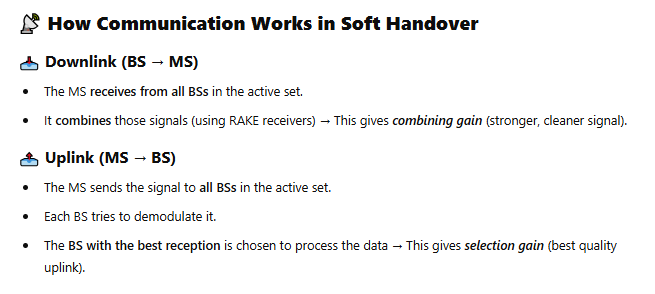 How Communication Works in Soft Handover
Downlink (BS → MS)
• The MS receives from all BSs in the active set.
• It combines those signals (using RAKE receivers) → This gives combining gain (stronger, cleaner signal).
Uplink (MS → BS)
• The MS sends the signal to all BSs in the active set.
• Each BS tries to demodulate it.
• The BS with the best reception is chosen to process the data → This gives selection gain (best quality
uplink).